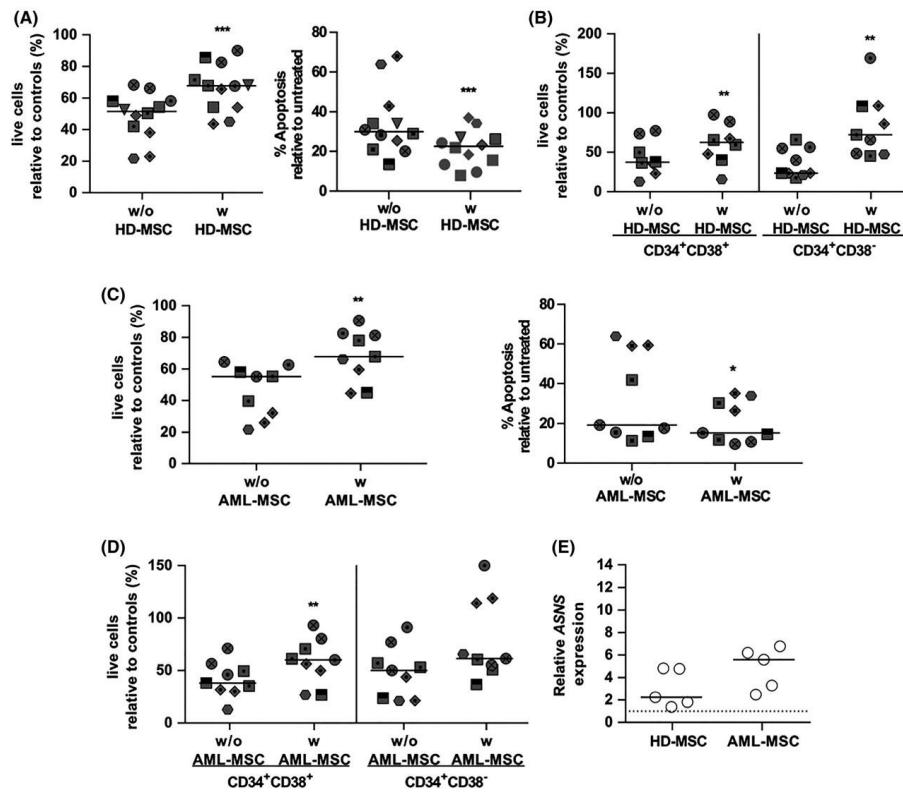 (A)
live cells
relative to controls (%)
100
80
60
40
20
0
***
w/o
HD-MSC
w
HD-MSC
% Apoptosis
relative to untreated
80
60
40
20
0
***
w/o
HD-MSC
w
HD-MSC
(B)
live cells
relative to controls (%)
200
150
100
50
0
**
**
w/o w w/o w
HD-MSC HD-MSC HD-MSC HD-MSC
CD34+CD38+ CD34+CD38-
(C)
live cells
relative to controls (%)
100
80
60
40
20
0
**
w/o w
AML-MSC AML-MSC
% Apoptosis
relative to untreated
80
60
40
20
0
*
w/o w
AML-MSC AML-MSC
(D)
live cells
relative to controls (%)
150
100
50
0
**
w/o w w/o w
AML-MSC AML-MSC AML-MSC AML-MSC
CD34+CD38+ CD34+CD38-
(E)
Relative ASNS
expression
14
12
10
8
6
4
2
0
HD-MSC AML-MSC